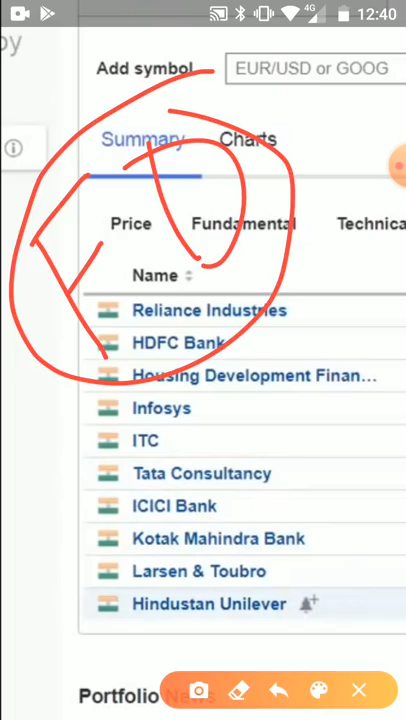 4G 12:40
by
Add symbol EUR/USD or GOOG
Summary Charts
Price Fundamental Technica
Name
Reliance Industries
HDFC Bank
Housing Development Finan...
Infosys
ITC
Tata Consultancy
ICICI Bank
Kotak Mahindra Bank
Larsen & Toubro
Hindustan Unilever
Portfolio News